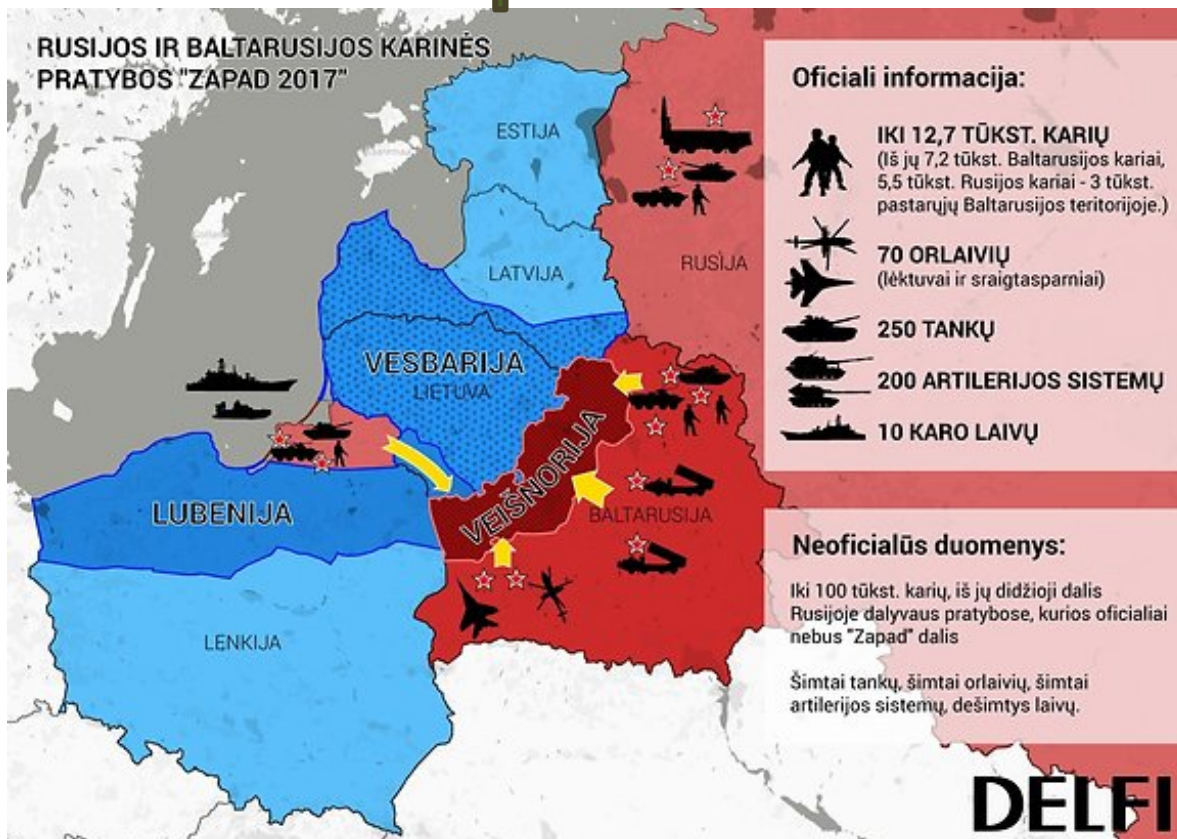 RUSIJOS IR BALTARUSIJOS KARINĖS
PRATYBOS "ZAPAD 2017"
ESTIJA
LATVIJA
RUSIJA
VESBARIJA
LIETUVA
LUBENIJA
VEIŠNORIJA
BALTARUSIJA
LENKIJA
Oficiali informacija:
IKI 12,7 TŪKST. KARIŲ
(Iš jų 7,2 tūkst. Baltarusijos kariai,
5,5 tūkst. Rusijos kariai - 3 tūkst.
pastarųjų Baltarusijos teritorijoje.)
70 ORLAIVIŲ
(lėktuvai ir sraigtasparniai)
250 TANKŲ
200 ARTILERIJOS SISTEMŲ
10 KARO LAIVŲ
Neoficialūs duomenys:
Iki 100 tūkst. karių, iš jų didžioji dalis
Rusijoje dalyvaus pratybose, kurios oficialiai
nebus "Zapad" dalis
Šimtai tankų, šimtai orlaivių, šimtai
artilerijos sistemų, dešimtys laivų.
DELFI